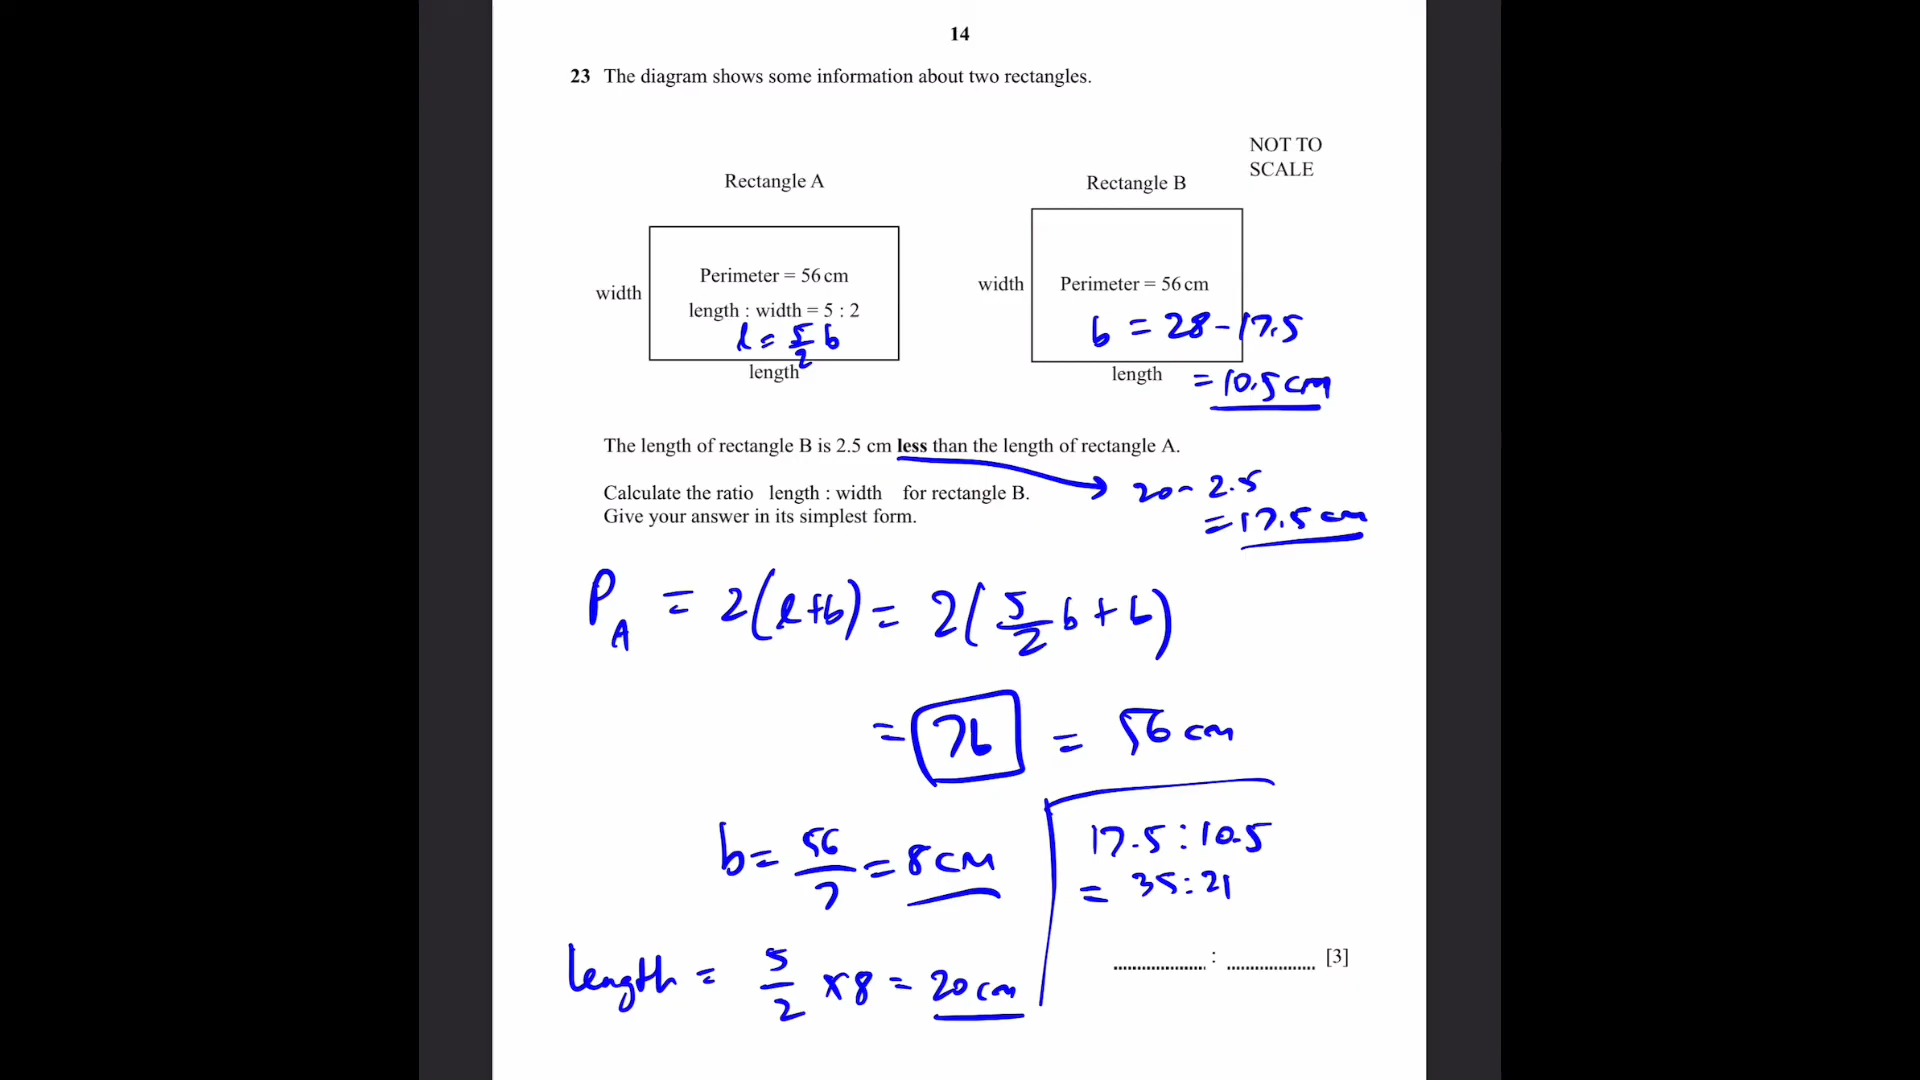 14
23 The diagram shows some information about two rectangles.
NOT TO
SCALE
Rectangle A
Rectangle B
width
Perimeter = 56 cm
length : width = 5 : 2
l = 5/2 b
length
width
Perimeter = 56 cm
b = 28 - 17.5
length
= 10.5 cm
The length of rectangle B is 2.5 cm less than the length of rectangle A.
20 - 2.5
= 17.5 cm
Calculate the ratio length : width for rectangle B.
Give your answer in its simplest form.
P_A = 2(l+b) = 2(5/2 b + b)
= 7b = 56 cm
b = 56/7 = 8 cm
17.5 : 10.5
= 35 : 21
length = 5/2 × 8 = 20 cm
.................... : .................... [3]